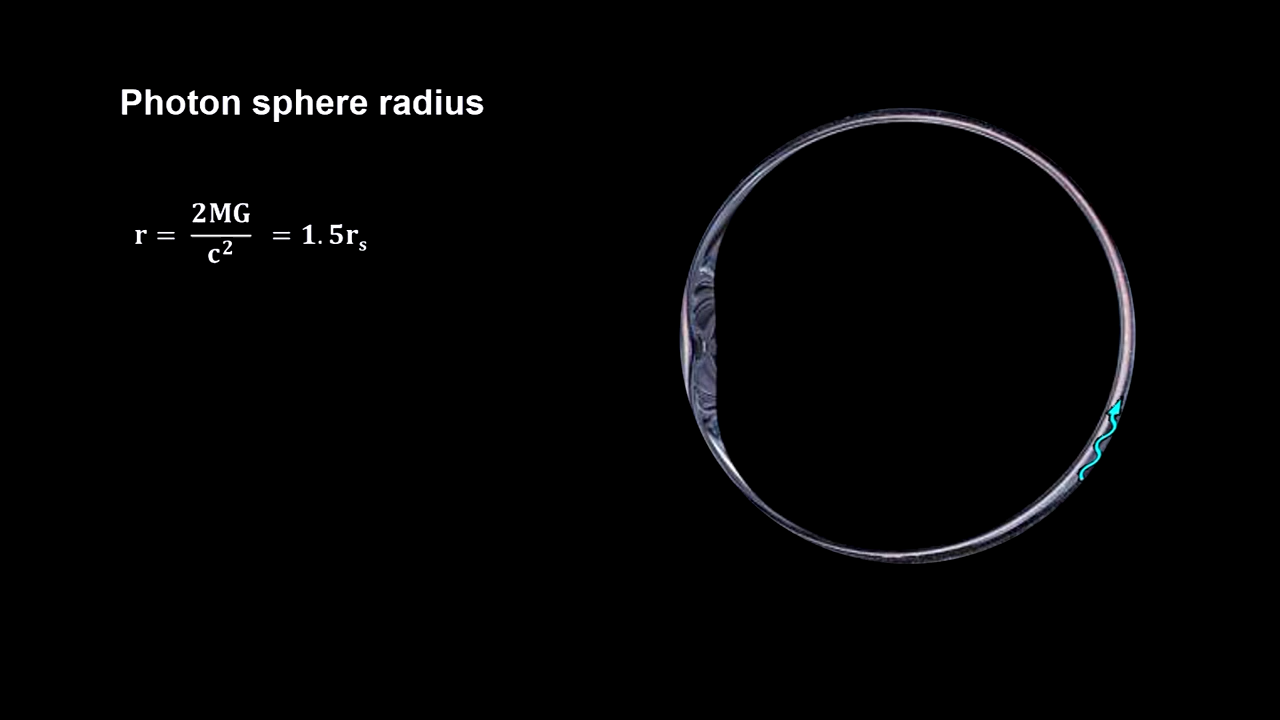 Photon sphere radius
r = 2MG/c² = 1.5rₛ